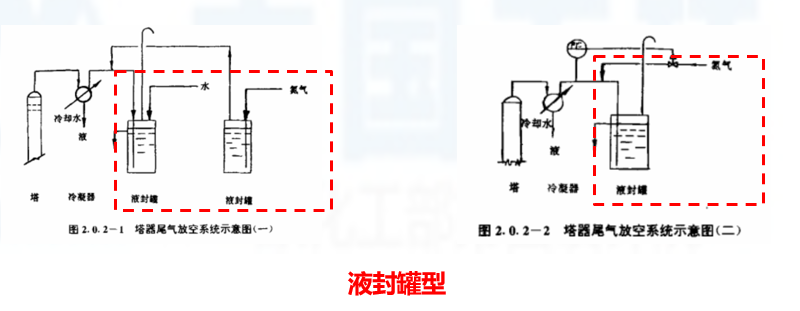 水
氮气
冷却水
液
塔
冷凝器
液封罐
液封罐
图2.0.2-1 塔器尾气放空系统示意图(一)
氮气
冷却水
液
塔
冷凝器
液封罐
图2.0.2-2 塔器尾气放空系统示意图(二)
液封罐型